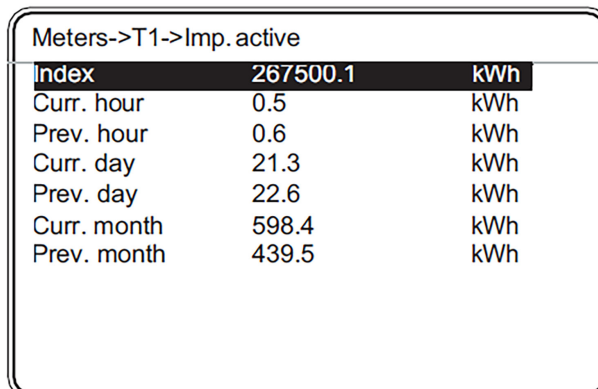 Meters->T1->Imp. active
Index 267500.1 kWh
Curr. hour 0.5 kWh
Prev. hour 0.6 kWh
Curr. day 21.3 kWh
Prev. day 22.6 kWh
Curr. month 598.4 kWh
Prev. month 439.5 kWh